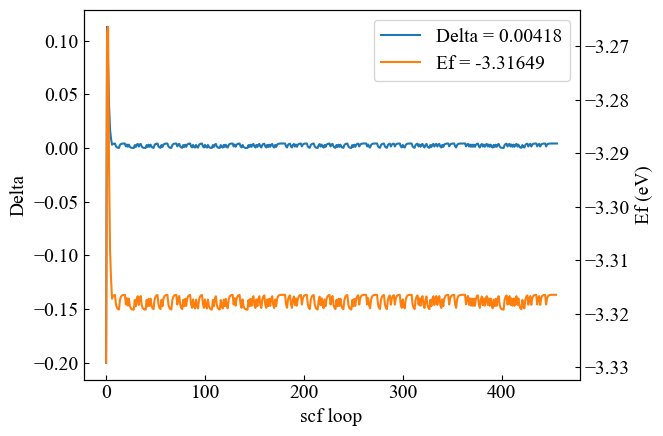 Delta = 0.00418
Ef = -3.31649
0.10
0.05
0.00
−0.05
−0.10
−0.15
−0.20
Delta
−3.27
−3.28
−3.29
−3.30
−3.31
−3.32
−3.33
Ef (eV)
0 100 200 300 400
scf loop